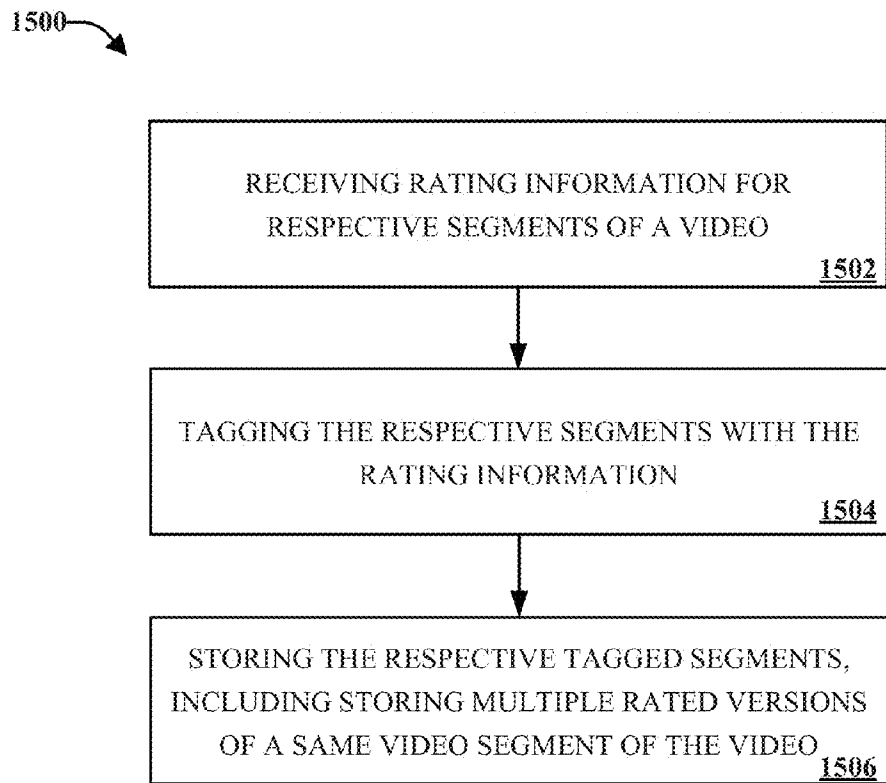 1500
RECEIVING RATING INFORMATION FOR
RESPECTIVE SEGMENTS OF A VIDEO
1502
TAGGING THE RESPECTIVE SEGMENTS WITH THE
RATING INFORMATION
1504
STORING THE RESPECTIVE TAGGED SEGMENTS,
INCLUDING STORING MULTIPLE RATED VERSIONS
OF A SAME VIDEO SEGMENT OF THE VIDEO
1506